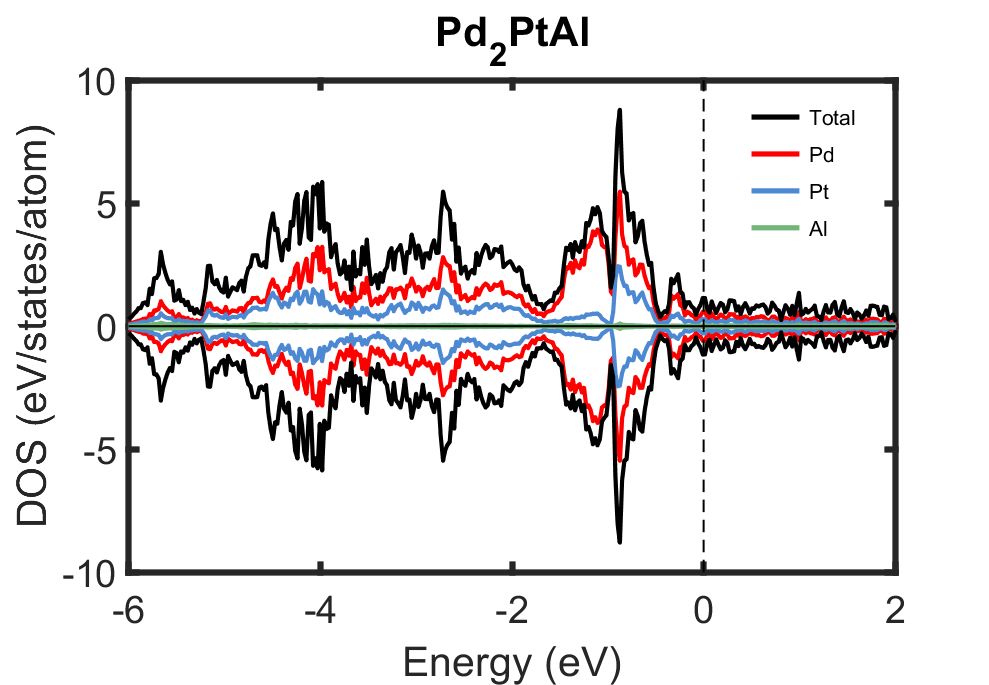 Pd2PtAl
DOS (eV/states/atom)
10
5
0
-5
-10
Total
Pd
Pt
Al
-6 -4 -2 0 2
Energy (eV)